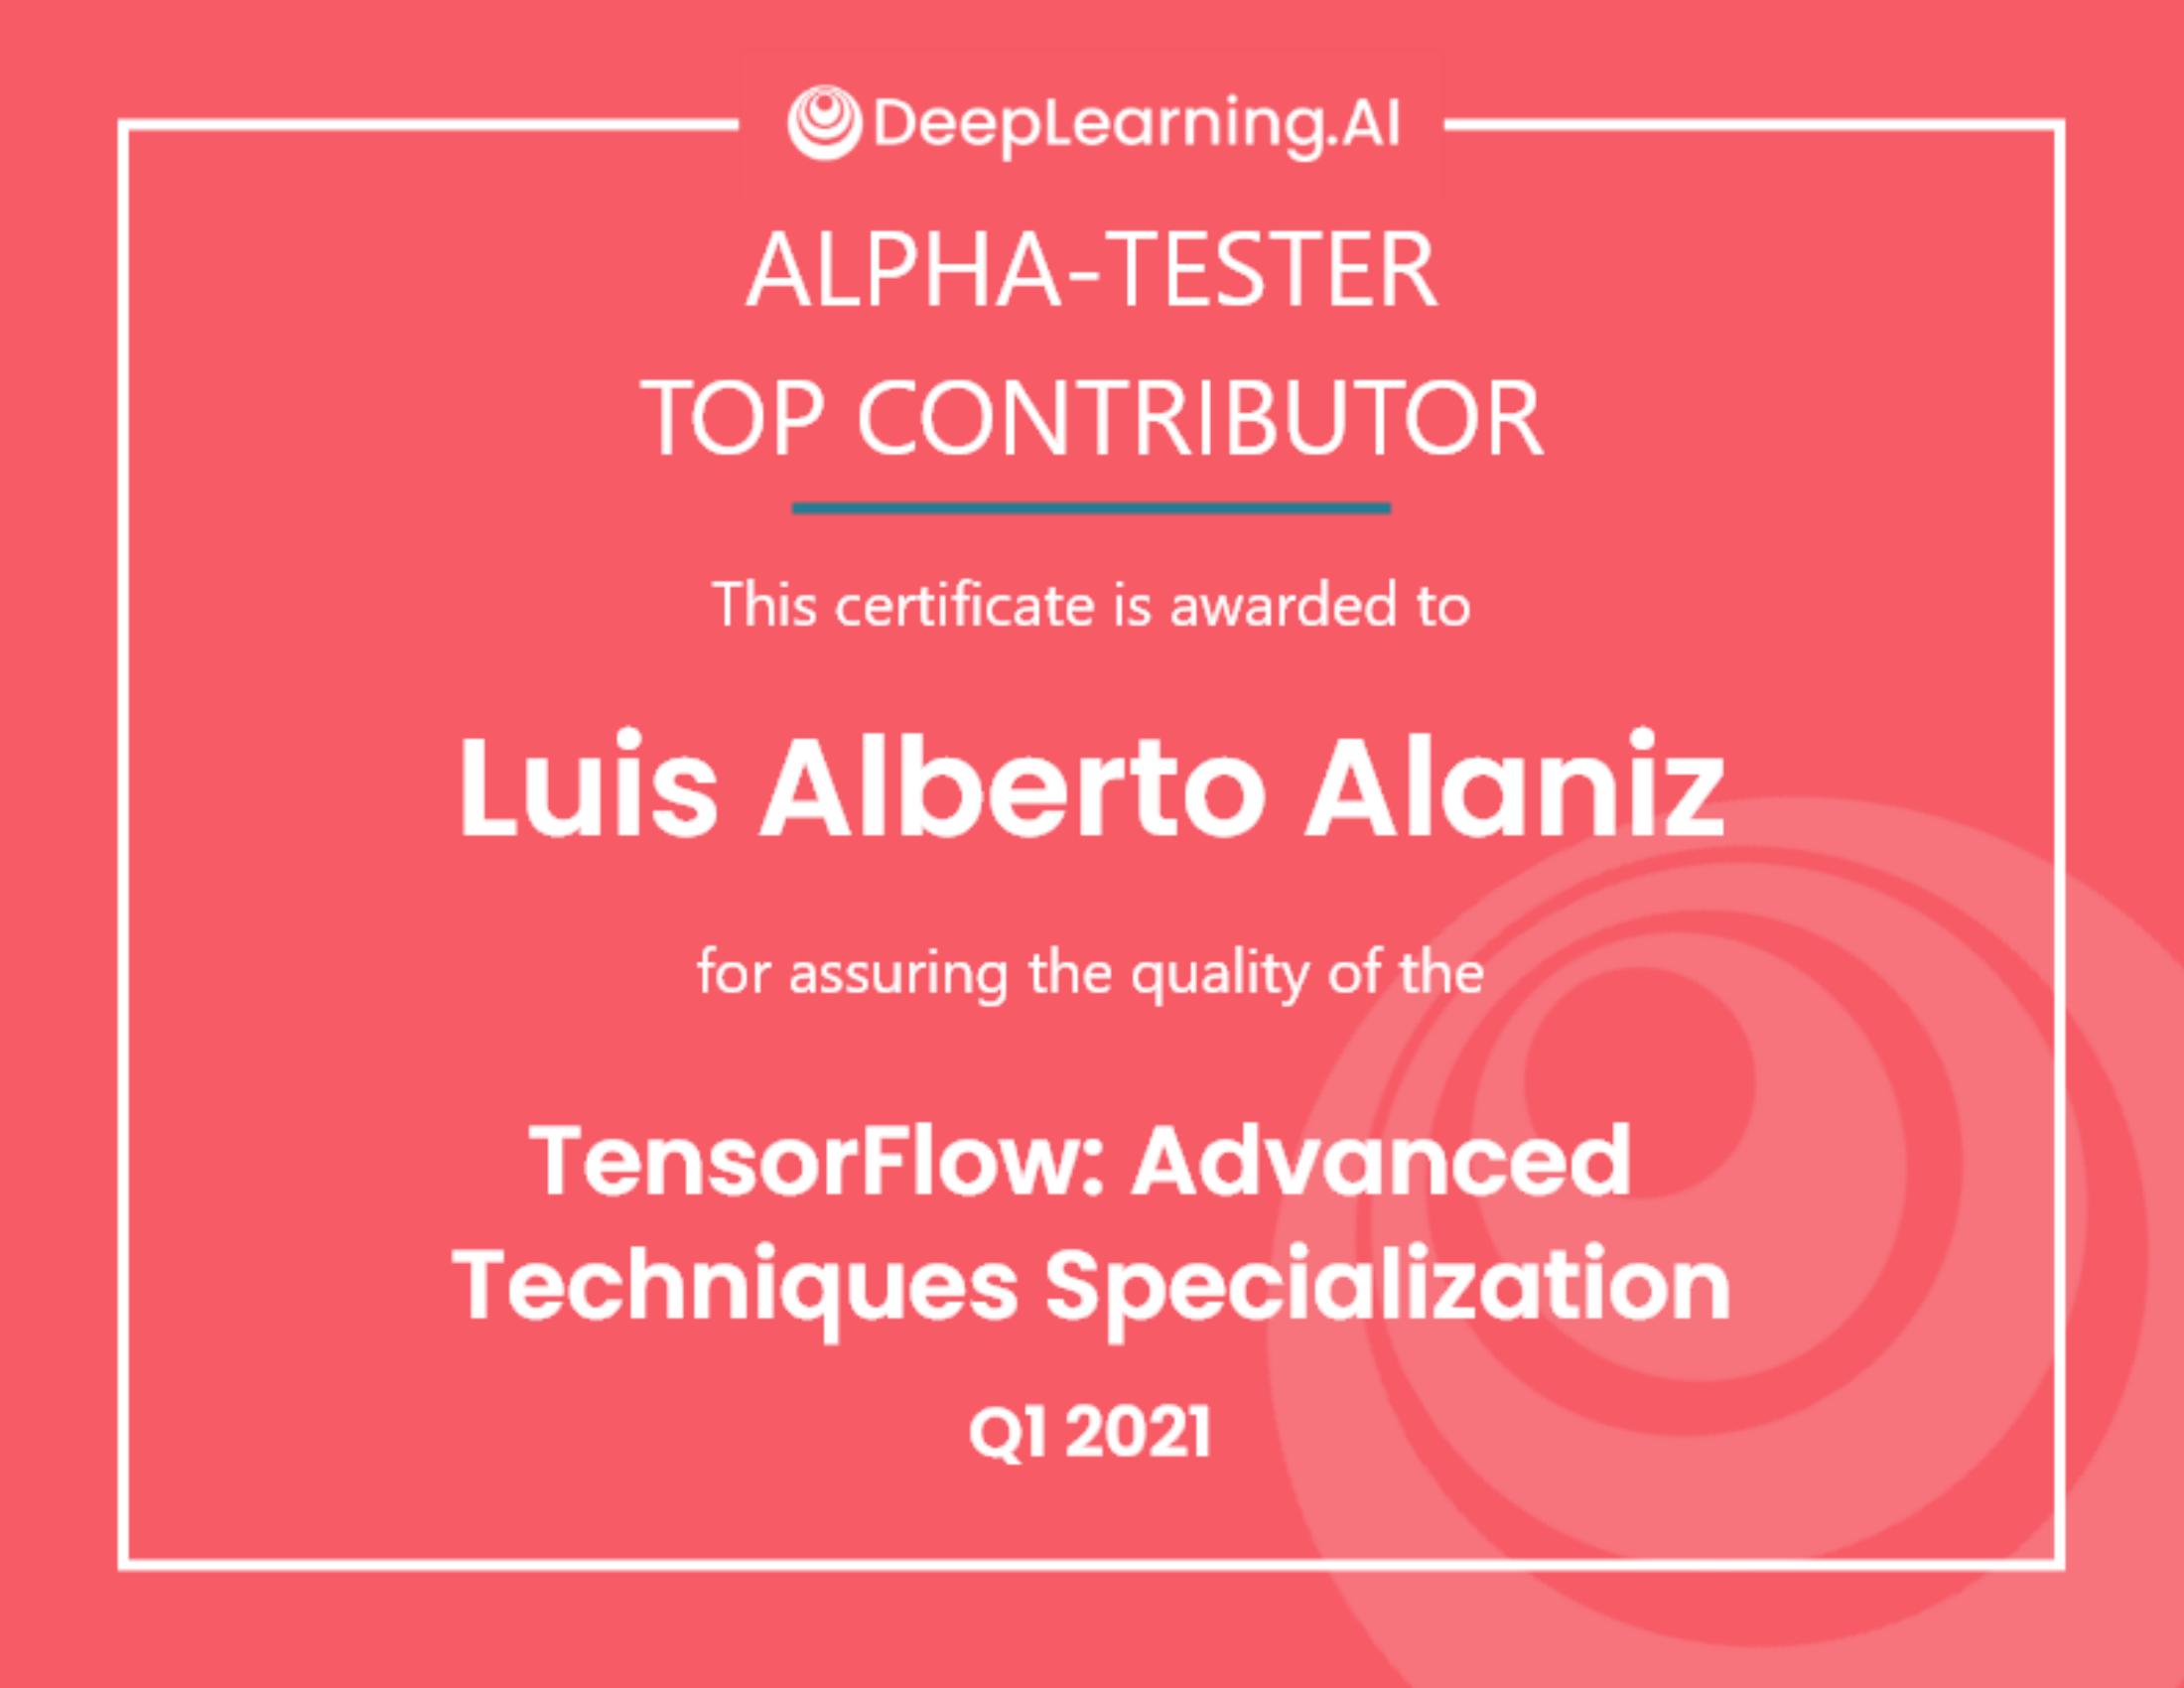 DeepLearning.AI
ALPHA-TESTER
TOP CONTRIBUTOR
This certificate is awarded to
Luis Alberto Alaniz
for assuring the quality of the
TensorFlow: Advanced
Techniques Specialization
Q1 2021